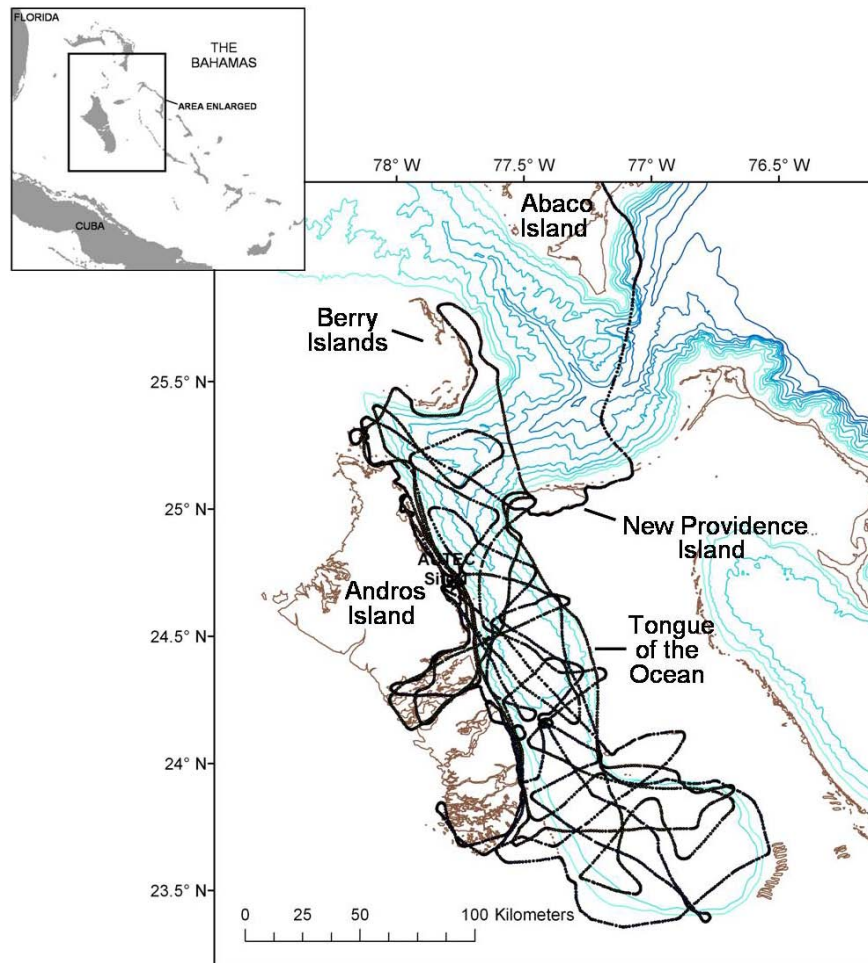 FLORIDA
THE
BAHAMAS
AREA ENLARGED
CUBA
78° W
77.5° W
77° W
76.5° W
Abaco
Island
Berry
Islands
25.5° N
25° N
New Providence
Island
Andros
Island
24.5° N
Tongue
of the
Ocean
24° N
23.5° N
0
25
50
100 Kilometers